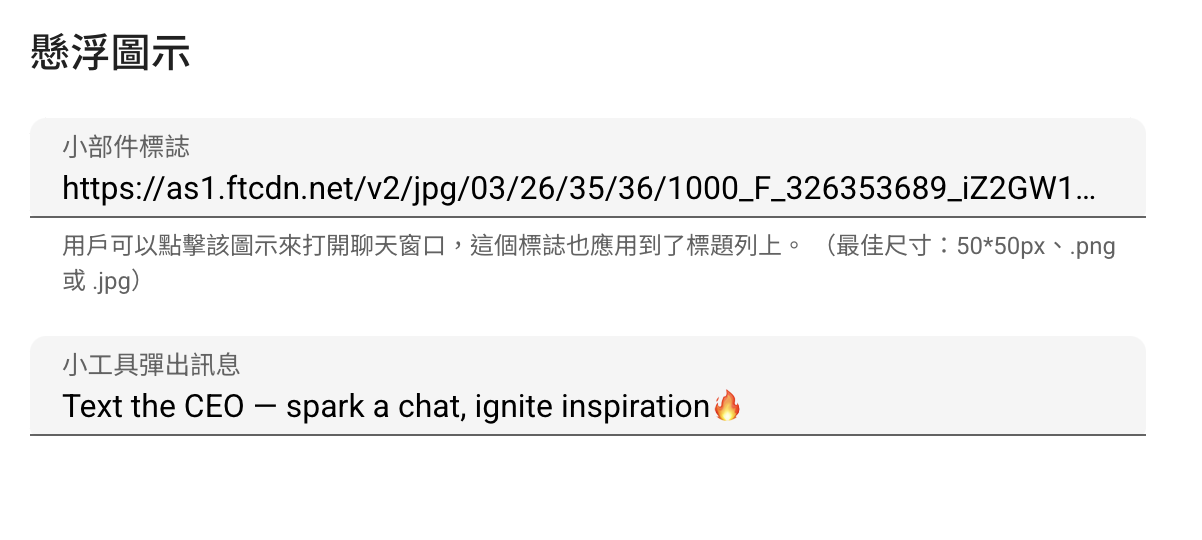 懸浮圖示
小部件標誌
https://as1.ftcdn.net/v2/jpg/03/26/35/36/1000_F_326353689_iZ2GW1…
用戶可以點擊該圖示來打開聊天窗口，這個標誌也應用到了標題列上。 （最佳尺寸：50*50px、.png
或 .jpg）
小工具彈出訊息
Text the CEO — spark a chat, ignite inspiration🔥